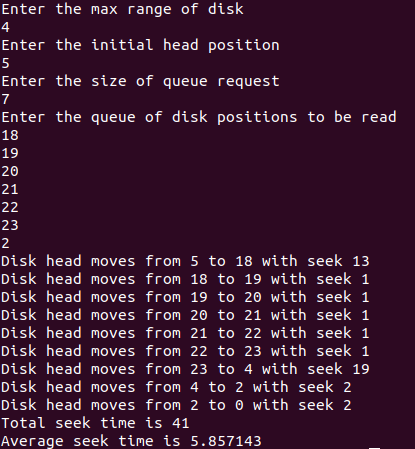 Enter the max range of disk
4
Enter the initial head position
5
Enter the size of queue request
7
Enter the queue of disk positions to be read
18
19
20
21
22
23
2
Disk head moves from 5 to 18 with seek 13
Disk head moves from 18 to 19 with seek 1
Disk head moves from 19 to 20 with seek 1
Disk head moves from 20 to 21 with seek 1
Disk head moves from 21 to 22 with seek 1
Disk head moves from 22 to 23 with seek 1
Disk head moves from 23 to 4 with seek 19
Disk head moves from 4 to 2 with seek 2
Disk head moves from 2 to 0 with seek 2
Total seek time is 41
Average seek time is 5.857143